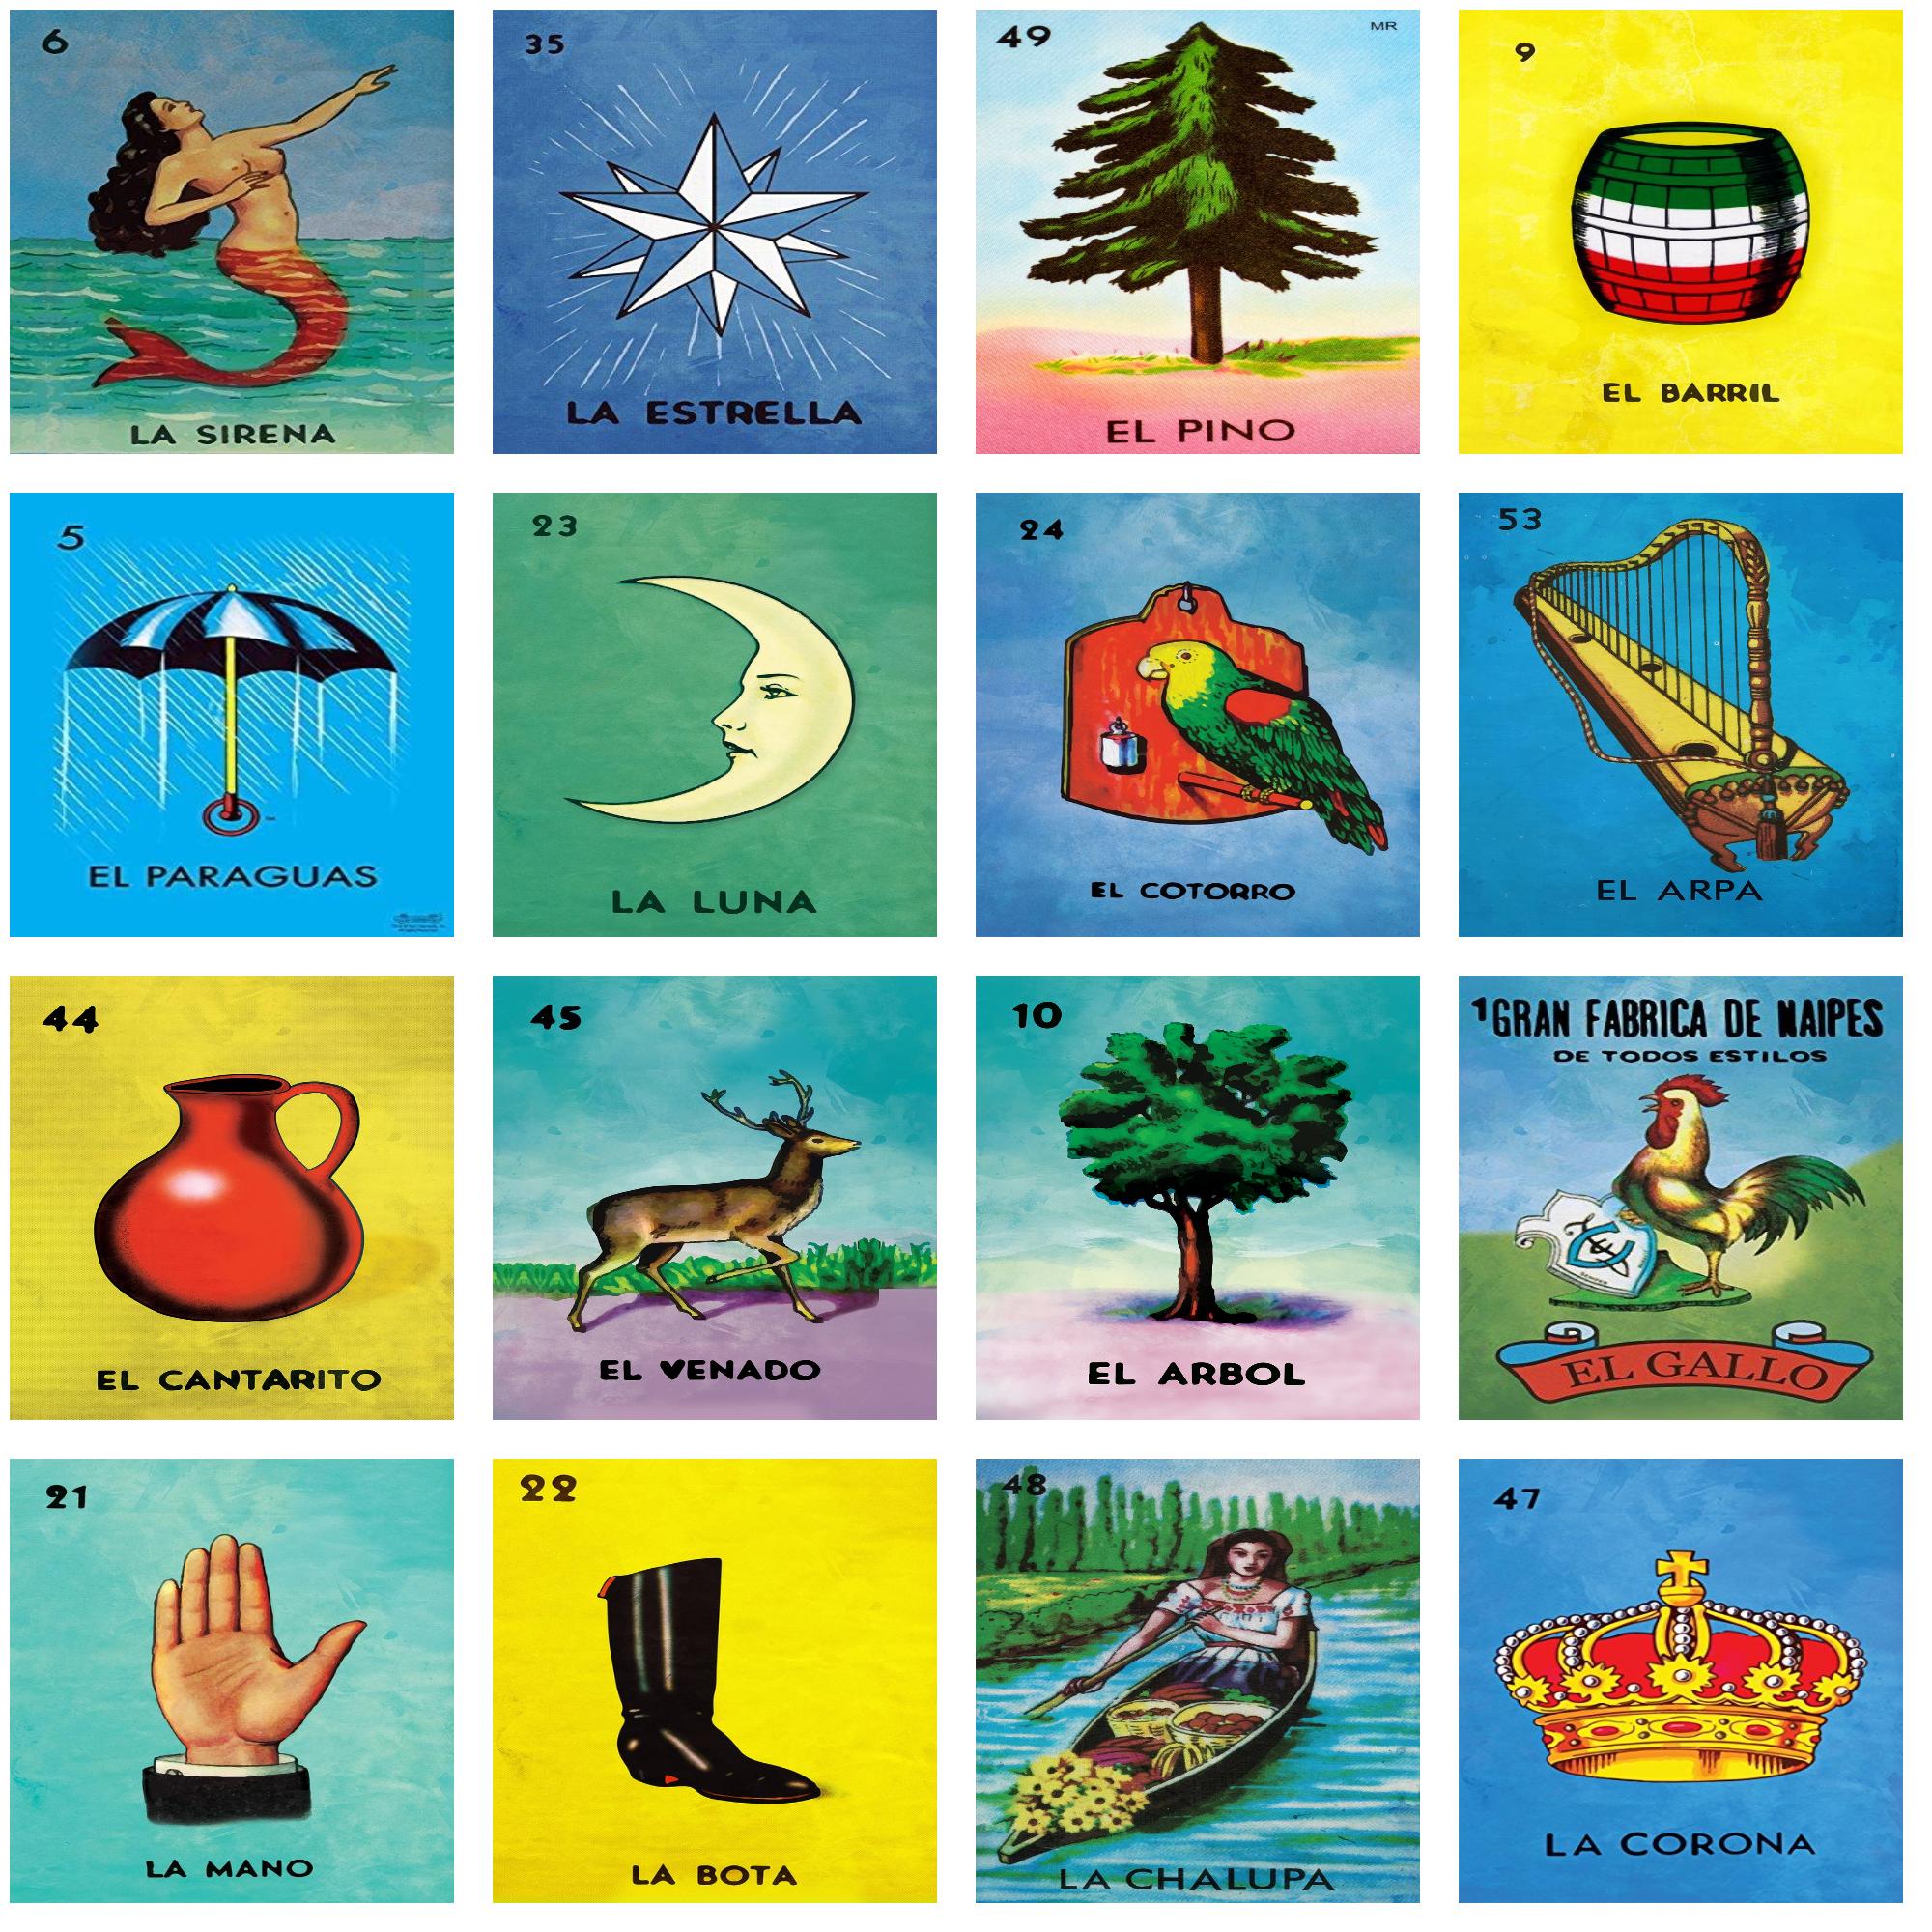 6
LA SIRENA
35
LA ESTRELLA
49
MR
EL PINO
9
EL BARRIL
5
EL PARAGUAS
23
LA LUNA
24
EL COTORRO
53
EL ARPA
44
EL CANTARITO
45
EL VENADO
10
EL ARBOL
1 GRAN FABRICA DE NAIPES
DE TODOS ESTILOS
EL GALLO
21
LA MANO
22
LA BOTA
48
LA CHALUPA
47
LA CORONA